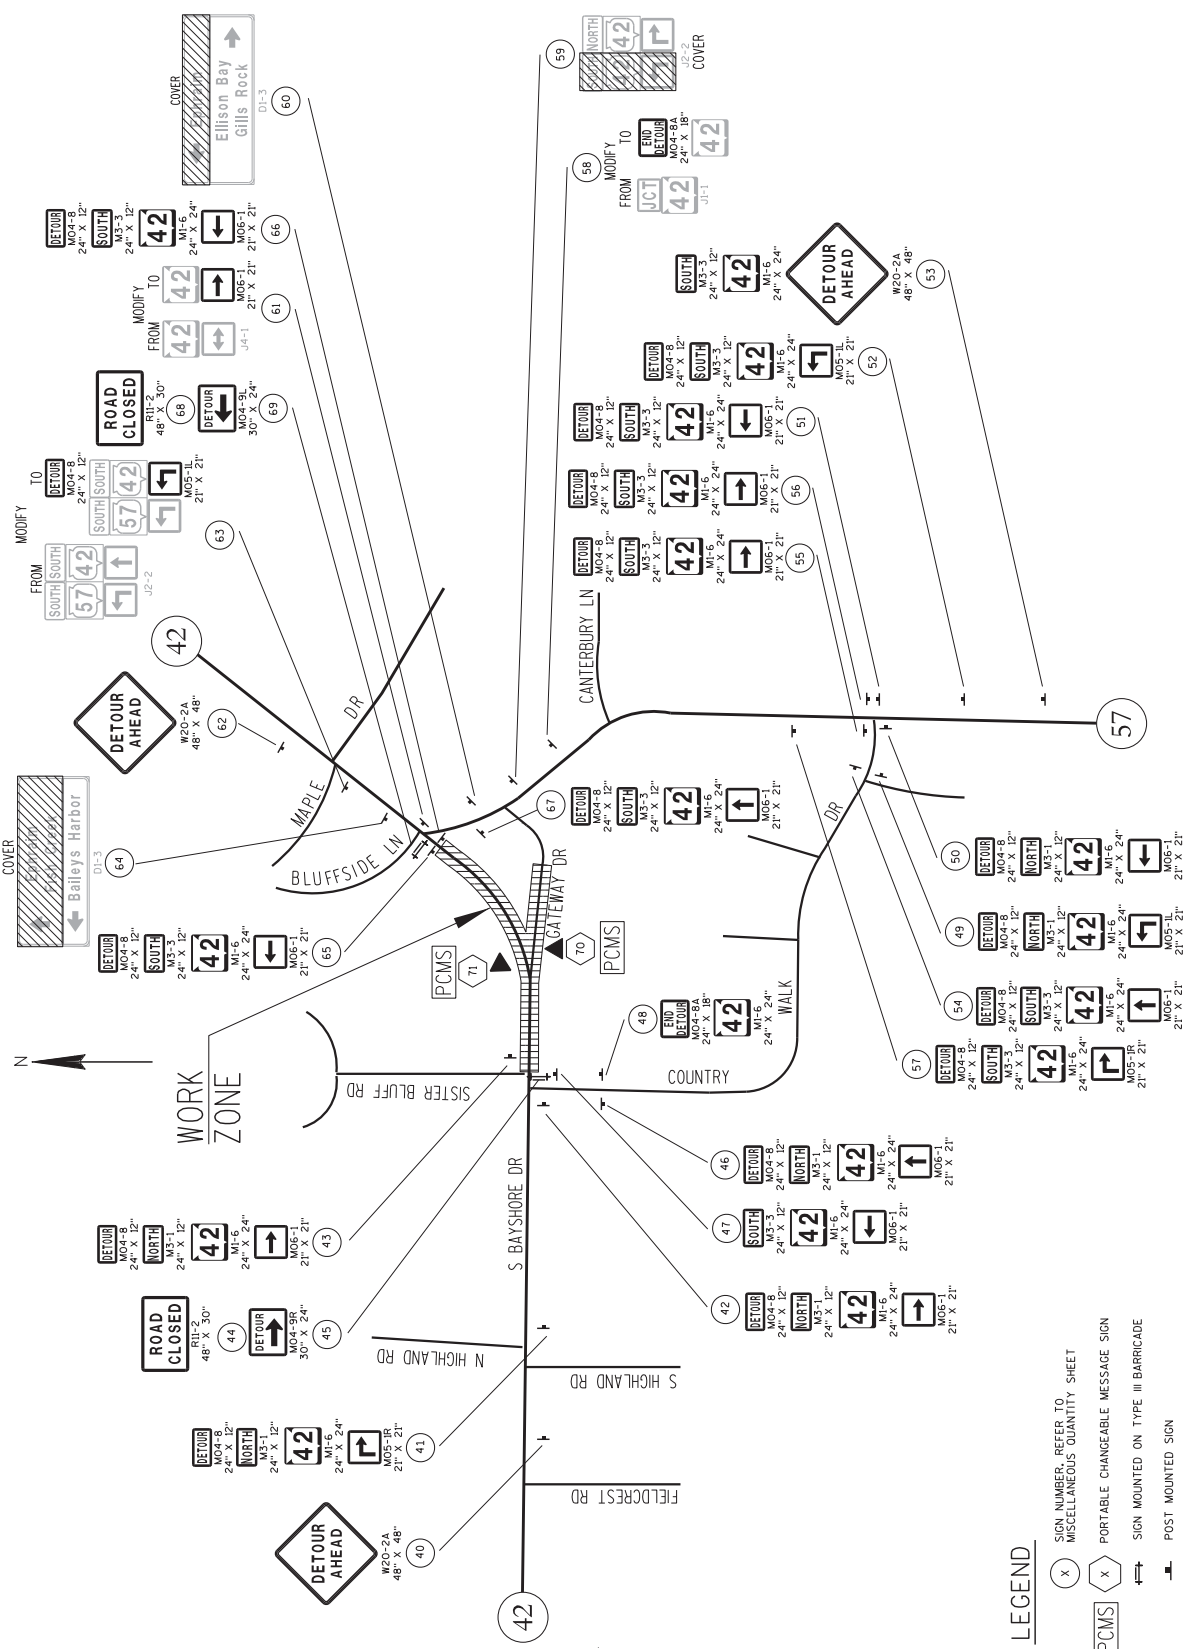 N
WORK
ZONE
DETOUR
AHEAD
W20-2A
48" X 48"
40
DETOUR
M04-8
24" X 12"
NORTH
M3-1
24" X 12"
42
M1-6
24" X 24"
M05-1R
21" X 21"
41
ROAD
CLOSED
R11-2
48" X 30"
44
DETOUR
M04-9R
30" X 24"
45
DETOUR
M04-8
24" X 12"
NORTH
M3-1
24" X 12"
42
M1-6
24" X 24"
M06-1
21" X 21"
43
DETOUR
M04-8
24" X 12"
SOUTH
M3-3
24" X 12"
42
M1-6
24" X 24"
M06-1
21" X 21"
65
COVER
Ephraim
Fish Creek
Baileys Harbor
D1-3
64
DETOUR
AHEAD
W20-2A
48" X 48"
62
MODIFY
FROM
SOUTH SOUTH
57 42
J2-2
TO
DETOUR
M04-8
24" X 12"
SOUTH SOUTH
57 42
M05-1L
21" X 21"
63
ROAD
CLOSED
R11-2
48" X 30"
68
DETOUR
M04-9L
30" X 24"
69
MODIFY
FROM
42
J4-1
TO
42
M06-1
21" X 21"
61
DETOUR
M04-8
24" X 12"
SOUTH
M3-3
24" X 12"
42
M1-6
24" X 24"
M06-1
21" X 21"
66
COVER
Ephraim
Ellison Bay
Gills Rock
D1-3
60
42
FIELDCREST RD
S HIGHLAND RD
N HIGHLAND RD
S BAYSHORE DR
SISTER BLUFF RD
PCMS
71
70
PCMS
GATEWAY DR
BLUFFSIDE LN
MAPLE DR
42
COUNTRY WALK DR
CANTERBURY LN
57
59
SOUTH NORTH
42 42
J2-2
COVER
58
MODIFY
FROM
JCT
42
J1-1
TO
END
DETOUR
M04-8A
24" X 18"
42
67
DETOUR
M04-8
24" X 12"
SOUTH
M3-3
24" X 12"
42
M1-6
24" X 24"
M06-1
21" X 21"
48
END
DETOUR
M04-8A
24" X 18"
42
M1-6
24" X 24"
DETOUR
M04-8
24" X 12"
SOUTH
M3-3
24" X 12"
42
M1-6
24" X 24"
M06-1
21" X 21"
55
DETOUR
M04-8
24" X 12"
SOUTH
M3-3
24" X 12"
42
M1-6
24" X 24"
M06-1
21" X 21"
56
DETOUR
M04-8
24" X 12"
SOUTH
M3-3
24" X 12"
42
M1-6
24" X 24"
M06-1
21" X 21"
51
DETOUR
M04-8
24" X 12"
SOUTH
M3-3
24" X 12"
42
M1-6
24" X 24"
M05-1L
21" X 21"
52
SOUTH
M3-3
24" X 12"
42
M1-6
24" X 24"
DETOUR
AHEAD
W20-2A
48" X 48"
53
42
DETOUR
M04-8
24" X 12"
NORTH
M3-1
24" X 12"
42
M1-6
24" X 24"
M06-1
21" X 21"
47
SOUTH
M3-3
24" X 12"
42
M1-6
24" X 24"
M06-1
21" X 21"
46
DETOUR
M04-8
24" X 12"
NORTH
M3-1
24" X 12"
42
M1-6
24" X 24"
M06-1
21" X 21"
57
DETOUR
M04-8
24" X 12"
SOUTH
M3-3
24" X 12"
42
M1-6
24" X 24"
M05-1R
21" X 21"
54
DETOUR
M04-8
24" X 12"
SOUTH
M3-3
24" X 12"
42
M1-6
24" X 24"
M06-1
21" X 21"
49
DETOUR
M04-8
24" X 12"
NORTH
M3-1
24" X 12"
42
M1-6
24" X 24"
M05-1L
21" X 21"
50
DETOUR
M04-8
24" X 12"
NORTH
M3-1
24" X 12"
42
M1-6
24" X 24"
M06-1
21" X 21"
LEGEND
X SIGN NUMBER, REFER TO
MISCELLANEOUS QUANTITY SHEET
PCMS X PORTABLE CHANGEABLE MESSAGE SIGN
SIGN MOUNTED ON TYPE III BARRICADE
POST MOUNTED SIGN